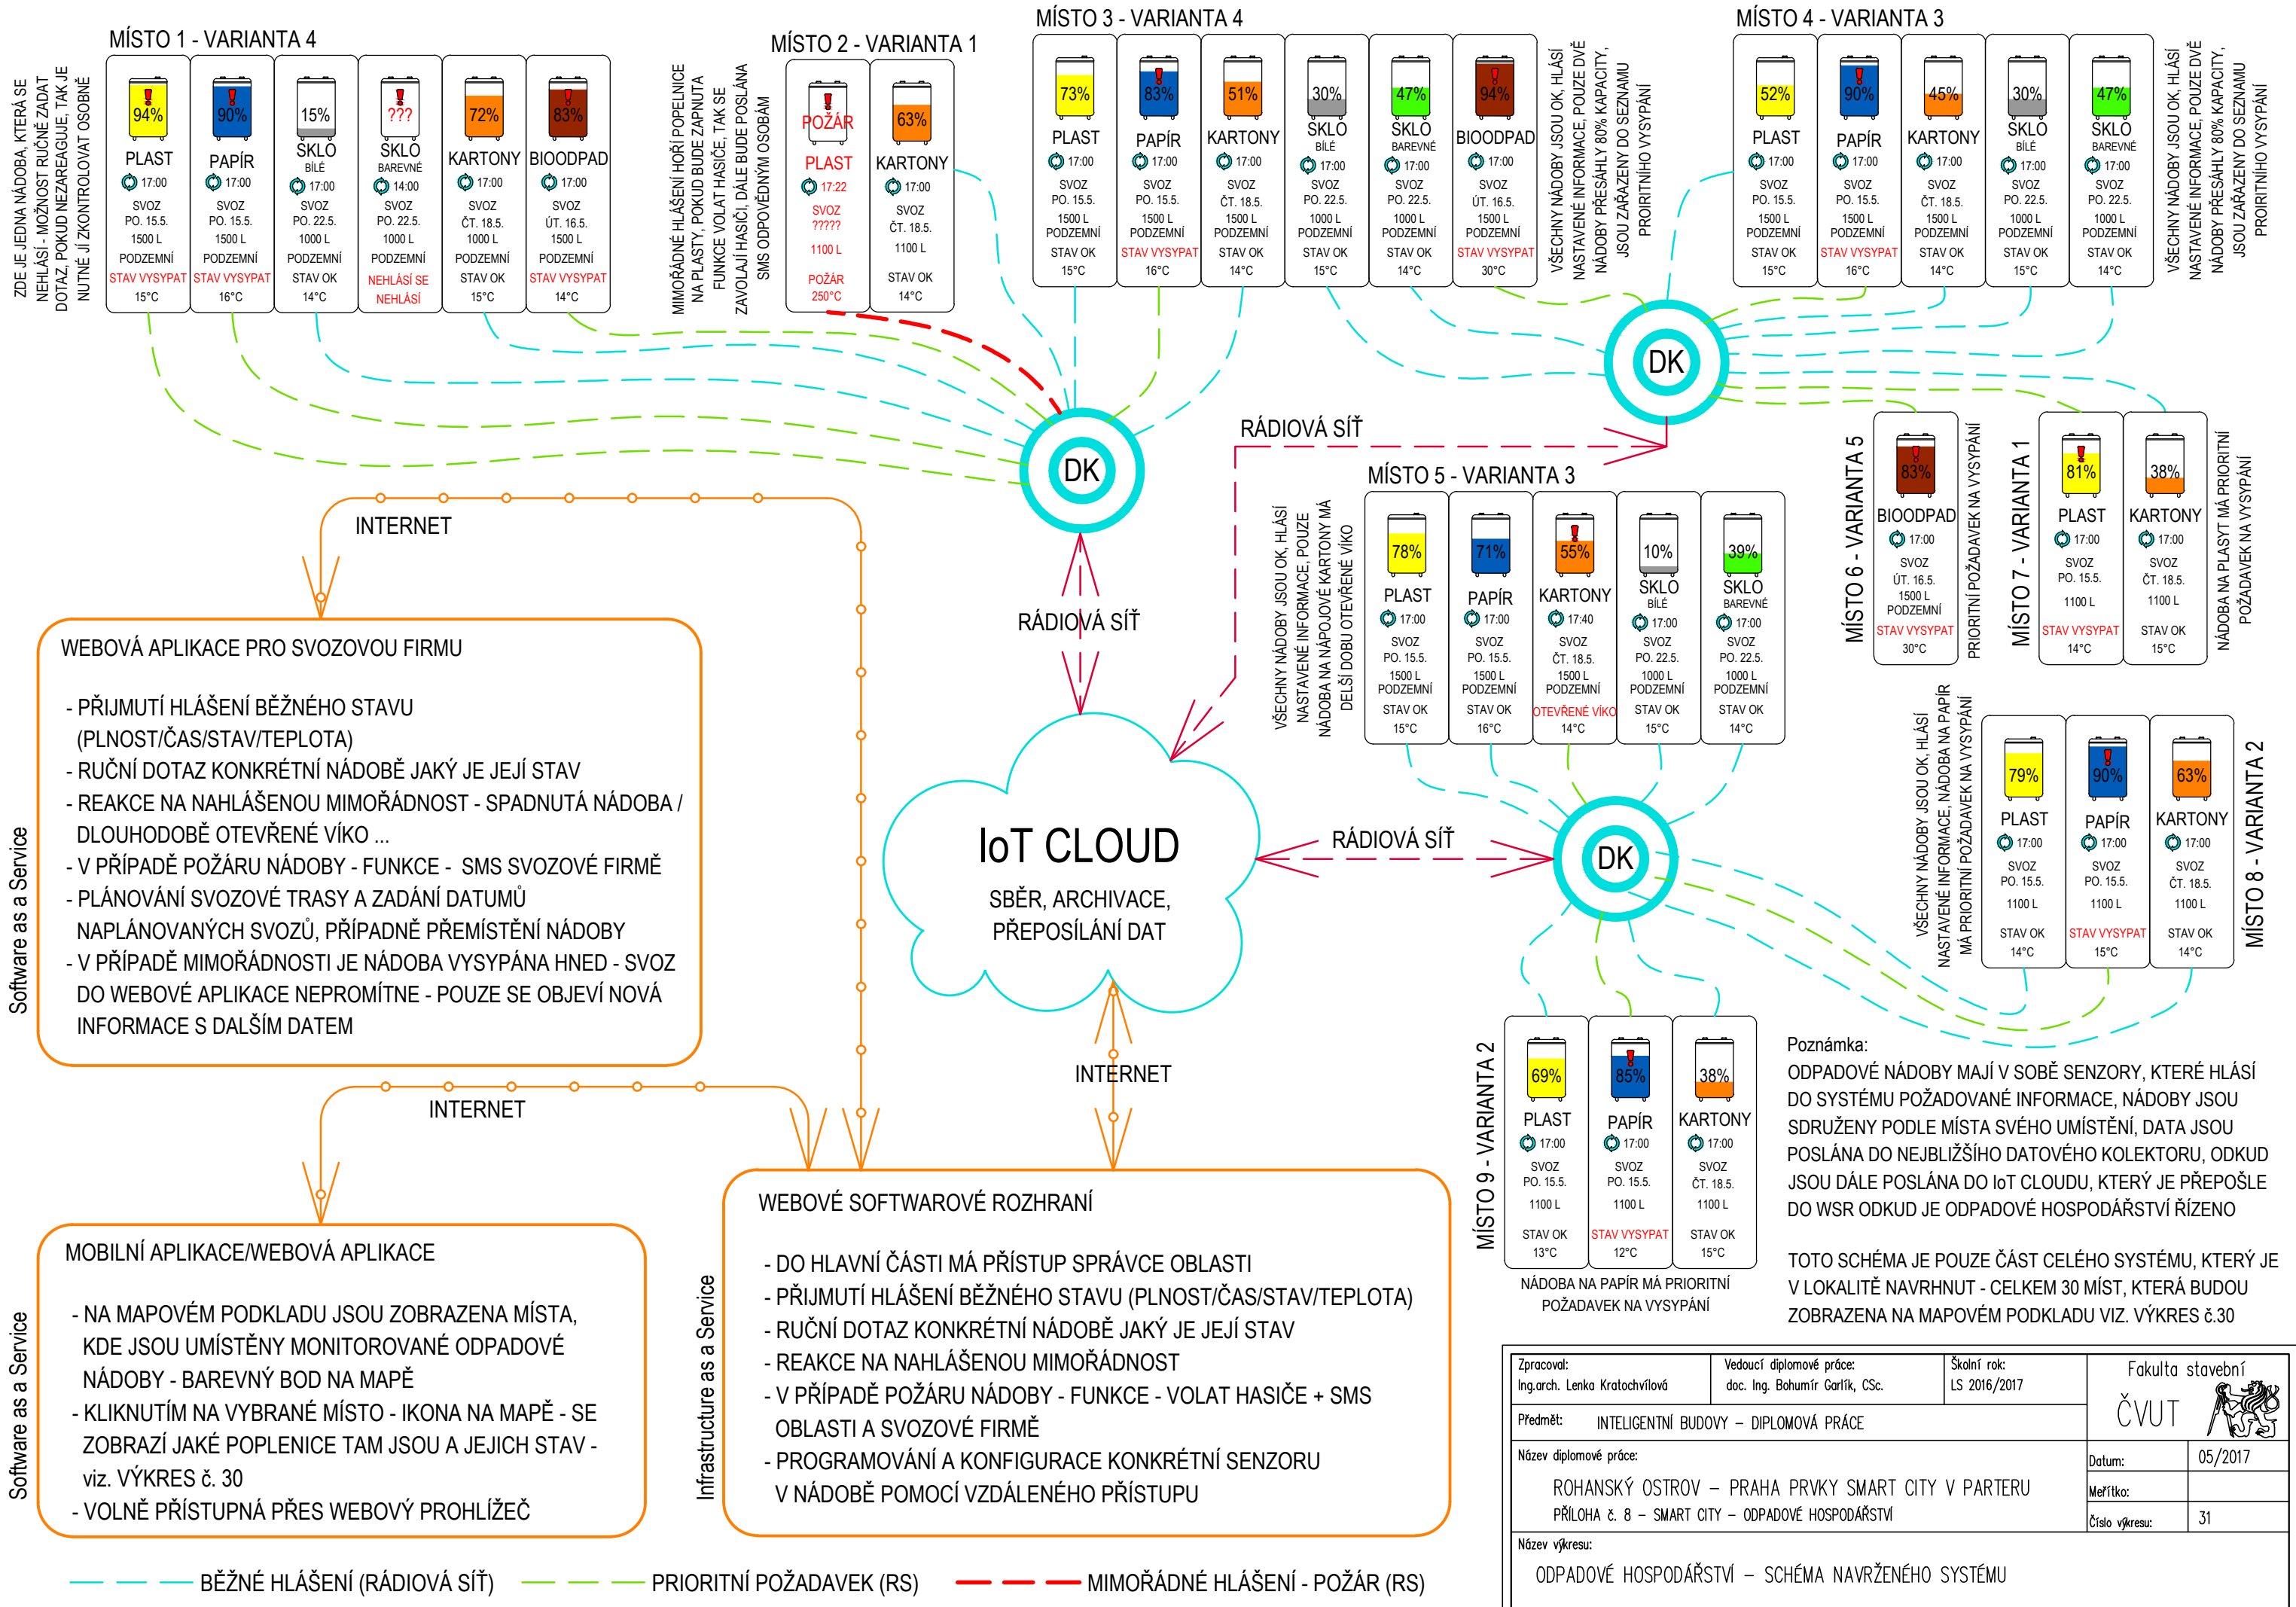 MÍSTO 1 - VARIANTA 4
ZDE JE JEDNA NÁDOBA, KTERÁ SE
NEHLÁSÍ - MOŽNOST RUČNĚ ZADAT
DOTAZ, POKUD NEZAREAGUJE, TAK JE
NUTNÉ JÍ ZKONTROLOVAT OSOBNĚ
94%
PLAST
17:00
SVOZ
PO. 15.5.
1500 L
PODZEMNÍ
STAV VYSYPAT
15°C
90%
PAPÍR
17:00
SVOZ
PO. 15.5.
1500 L
PODZEMNÍ
STAV VYSYPAT
16°C
15%
SKLO
BÍLÉ
17:00
SVOZ
PO. 22.5.
1000 L
PODZEMNÍ
STAV OK
14°C
???
SKLO
BAREVNÉ
14:00
SVOZ
PO. 22.5.
1000 L
PODZEMNÍ
NEHLÁSÍ SE
NEHLÁSÍ
72%
KARTONY
17:00
SVOZ
ČT. 18.5.
1000 L
PODZEMNÍ
STAV OK
15°C
83%
BIOODPAD
17:00
SVOZ
ÚT. 16.5.
1500 L
PODZEMNÍ
STAV VYSYPAT
14°C
MÍSTO 2 - VARIANTA 1
MIMOŘÁDNÉ HLÁŠENÍ HOŘÍ POPELNICE
NA PLASTY, POKUD BUDE ZAPNUTA
FUNKCE VOLAT HASIČE, TAK SE
ZAVOLAJÍ HASIČI, DÁLE BUDE POSLÁNA
SMS ODPOVĚDNÝM OSOBÁM
POŽÁR
PLAST
17:22
SVOZ
?????
1100 L
POŽÁR
250°C
63%
KARTONY
17:00
SVOZ
ČT. 18.5.
1100 L
STAV OK
14°C
MÍSTO 3 - VARIANTA 4
73%
PLAST
17:00
SVOZ
PO. 15.5.
1500 L
PODZEMNÍ
STAV OK
15°C
83%
PAPÍR
17:00
SVOZ
PO. 15.5.
1500 L
PODZEMNÍ
STAV VYSYPAT
16°C
51%
KARTONY
17:00
SVOZ
ČT. 18.5.
1500 L
PODZEMNÍ
STAV OK
14°C
30%
SKLO
BÍLÉ
17:00
SVOZ
PO. 22.5.
1000 L
PODZEMNÍ
STAV OK
15°C
47%
SKLO
BAREVNÉ
17:00
SVOZ
PO. 22.5.
1000 L
PODZEMNÍ
STAV OK
14°C
94%
BIOODPAD
17:00
SVOZ
ÚT. 16.5.
1500 L
PODZEMNÍ
STAV VYSYPAT
30°C
VŠECHNY NÁDOBY JSOU OK, HLÁSÍ
NASTAVENÉ INFORMACE, POUZE DVĚ
NÁDOBY PŘESÁHLY 80% KAPACITY,
JSOU ZAŘAZENY DO SEZNAMU
PROIRITNÍHO VYSYPÁNÍ
MÍSTO 4 - VARIANTA 3
52%
PLAST
17:00
SVOZ
PO. 15.5.
1500 L
PODZEMNÍ
STAV OK
15°C
90%
PAPÍR
17:00
SVOZ
PO. 15.5.
1500 L
PODZEMNÍ
STAV VYSYPAT
16°C
45%
KARTONY
17:00
SVOZ
ČT. 18.5.
1500 L
PODZEMNÍ
STAV OK
14°C
30%
SKLO
BÍLÉ
17:00
SVOZ
PO. 22.5.
1000 L
PODZEMNÍ
STAV OK
15°C
47%
SKLO
BAREVNÉ
17:00
SVOZ
PO. 22.5.
1000 L
PODZEMNÍ
STAV OK
14°C
VŠECHNY NÁDOBY JSOU OK, HLÁSÍ
NASTAVENÉ INFORMACE, POUZE DVĚ
NÁDOBY PŘESÁHLY 80% KAPACITY,
JSOU ZAŘAZENY DO SEZNAMU
PROIRITNÍHO VYSYPÁNÍ
DK
DK
RÁDIOVÁ SÍŤ
MÍSTO 5 - VARIANTA 3
VŠECHNY NÁDOBY JSOU OK, HLÁSÍ
NASTAVENÉ INFORMACE, POUZE
NÁDOBA NA NÁPOJOVÉ KARTONY MÁ
DELŠÍ DOBU OTEVŘENÉ VÍKO
78%
PLAST
17:00
SVOZ
PO. 15.5.
1500 L
PODZEMNÍ
STAV OK
15°C
71%
PAPÍR
17:00
SVOZ
PO. 15.5.
1500 L
PODZEMNÍ
STAV OK
16°C
55%
KARTONY
17:40
SVOZ
ČT. 18.5.
1500 L
PODZEMNÍ
OTEVŘENÉ VÍKO
14°C
10%
SKLO
BÍLÉ
17:00
SVOZ
PO. 22.5.
1000 L
PODZEMNÍ
STAV OK
15°C
39%
SKLO
BAREVNÉ
17:00
SVOZ
PO. 22.5.
1000 L
PODZEMNÍ
STAV OK
14°C
MÍSTO 6 - VARIANTA 5
83%
BIOODPAD
17:00
SVOZ
ÚT. 16.5.
1500 L
PODZEMNÍ
STAV VYSYPAT
30°C
PRIORITNÍ POŽADAVEK NA VYSYPÁNÍ
MÍSTO 7 - VARIANTA 1
81%
PLAST
17:00
SVOZ
PO. 15.5.
1100 L
STAV VYSYPAT
14°C
38%
KARTONY
17:00
SVOZ
ČT. 18.5.
1100 L
STAV OK
15°C
NÁDOBA NA PLASYT MÁ PRIORITNÍ
POŽADAVEK NA VYSYPÁNÍ
VŠECHNY NÁDOBY JSOU OK, HLÁSÍ
NASTAVENÉ INFORMACE, NÁDOBA NA PAPÍR
MÁ PRIORITNÍ POŽADAVEK NA VYSYPÁNÍ
79%
PLAST
17:00
SVOZ
PO. 15.5.
1100 L
STAV OK
14°C
90%
PAPÍR
17:00
SVOZ
PO. 15.5.
1100 L
STAV VYSYPAT
15°C
63%
KARTONY
17:00
SVOZ
ČT. 18.5.
1100 L
STAV OK
14°C
MÍSTO 8 - VARIANTA 2
DK
RÁDIOVÁ SÍŤ
RÁDIOVÁ SÍŤ
IoT CLOUD
SBĚR, ARCHIVACE,
PŘEPOSÍLÁNÍ DAT
INTERNET
INTERNET
INTERNET
Software as a Service
WEBOVÁ APLIKACE PRO SVOZOVOU FIRMU
- PŘIJMUTÍ HLÁŠENÍ BĚŽNÉHO STAVU
(PLNOST/ČAS/STAV/TEPLOTA)
- RUČNÍ DOTAZ KONKRÉTNÍ NÁDOBĚ JAKÝ JE JEJÍ STAV
- REAKCE NA NAHLÁŠENOU MIMOŘÁDNOST - SPADNUTÁ NÁDOBA /
DLOUHODOBĚ OTEVŘENÉ VÍKO ...
- V PŘÍPADĚ POŽÁRU NÁDOBY - FUNKCE - SMS SVOZOVÉ FIRMĚ
- PLÁNOVÁNÍ SVOZOVÉ TRASY A ZADÁNÍ DATUMŮ
NAPLÁNOVANÝCH SVOZŮ, PŘÍPADNĚ PŘEMÍSTĚNÍ NÁDOBY
- V PŘÍPADĚ MIMOŘÁDNOSTI JE NÁDOBA VYSYPÁNA HNED - SVOZ
DO WEBOVÉ APLIKACE NEPROMÍTNE - POUZE SE OBJEVÍ NOVÁ
INFORMACE S DALŠÍM DATEM
Software as a Service
MOBILNÍ APLIKACE/WEBOVÁ APLIKACE
- NA MAPOVÉM PODKLADU JSOU ZOBRAZENA MÍSTA,
KDE JSOU UMÍSTĚNY MONITOROVANÉ ODPADOVÉ
NÁDOBY - BAREVNÝ BOD NA MAPĚ
- KLIKNUTÍM NA VYBRANÉ MÍSTO - IKONA NA MAPĚ - SE
ZOBRAZÍ JAKÉ POPLENICE TAM JSOU A JEJICH STAV -
viz. VÝKRES č. 30
- VOLNĚ PŘÍSTUPNÁ PŘES WEBOVÝ PROHLÍŽEČ
Infrastructure as a Service
WEBOVÉ SOFTWAROVÉ ROZHRANÍ
- DO HLAVNÍ ČÁSTI MÁ PŘÍSTUP SPRÁVCE OBLASTI
- PŘIJMUTÍ HLÁŠENÍ BĚŽNÉHO STAVU (PLNOST/ČAS/STAV/TEPLOTA)
- RUČNÍ DOTAZ KONKRÉTNÍ NÁDOBĚ JAKÝ JE JEJÍ STAV
- REAKCE NA NAHLÁŠENOU MIMOŘÁDNOST
- V PŘÍPADĚ POŽÁRU NÁDOBY - FUNKCE - VOLAT HASIČE + SMS
OBLASTI A SVOZOVÉ FIRMĚ
- PROGRAMOVÁNÍ A KONFIGURACE KONKRÉTNÍ SENZORU
V NÁDOBĚ POMOCÍ VZDÁLENÉHO PŘÍSTUPU
MÍSTO 9 - VARIANTA 2
69%
PLAST
17:00
SVOZ
PO. 15.5.
1100 L
STAV OK
13°C
85%
PAPÍR
17:00
SVOZ
PO. 15.5.
1100 L
STAV VYSYPAT
12°C
38%
KARTONY
17:00
SVOZ
ČT. 18.5.
1100 L
STAV OK
15°C
NÁDOBA NA PAPÍR MÁ PRIORITNÍ
POŽADAVEK NA VYSYPÁNÍ
Poznámka:
ODPADOVÉ NÁDOBY MAJÍ V SOBĚ SENZORY, KTERÉ HLÁSÍ
DO SYSTÉMU POŽADOVANÉ INFORMACE, NÁDOBY JSOU
SDRUŽENY PODLE MÍSTA SVÉHO UMÍSTĚNÍ, DATA JSOU
POSLÁNA DO NEJBLIŽŠÍHO DATOVÉHO KOLEKTORU, ODKUD
JSOU DÁLE POSLÁNA DO IoT CLOUDU, KTERÝ JE PŘEPOŠLE
DO WSR ODKUD JE ODPADOVÉ HOSPODÁŘSTVÍ ŘÍZENO
TOTO SCHÉMA JE POUZE ČÁST CELÉHO SYSTÉMU, KTERÝ JE
V LOKALITĚ NAVRHNUT - CELKEM 30 MÍST, KTERÁ BUDOU
ZOBRAZENA NA MAPOVÉM PODKLADU VIZ. VÝKRES č.30
BĚŽNÉ HLÁŠENÍ (RÁDIOVÁ SÍŤ)
PRIORITNÍ POŽADAVEK (RS)
MIMOŘÁDNÉ HLÁŠENÍ - POŽÁR (RS)
Zpracoval:
Ing.arch. Lenka Kratochvílová
Vedoucí diplomové práce:
doc. Ing. Bohumír Garlík, CSc.
Školní rok:
LS 2016/2017
Fakulta stavební
ČVUT
Předmět: INTELIGENTNÍ BUDOVY – DIPLOMOVÁ PRÁCE
Název diplomové práce:
ROHANSKÝ OSTROV – PRAHA PRVKY SMART CITY V PARTERU
PŘÍLOHA č. 8 – SMART CITY – ODPADOVÉ HOSPODÁŘSTVÍ
Datum: 05/2017
Meřítko:
Číslo výkresu: 31
Název výkresu:
ODPADOVÉ HOSPODÁŘSTVÍ – SCHÉMA NAVRŽENÉHO SYSTÉMU